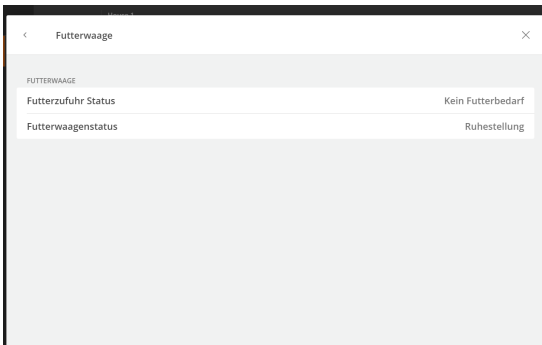 Futterwaage
FUTTERWAAGE
Futterzufuhr Status Kein Futterbedarf
Futterwaagenstatus Ruhestellung